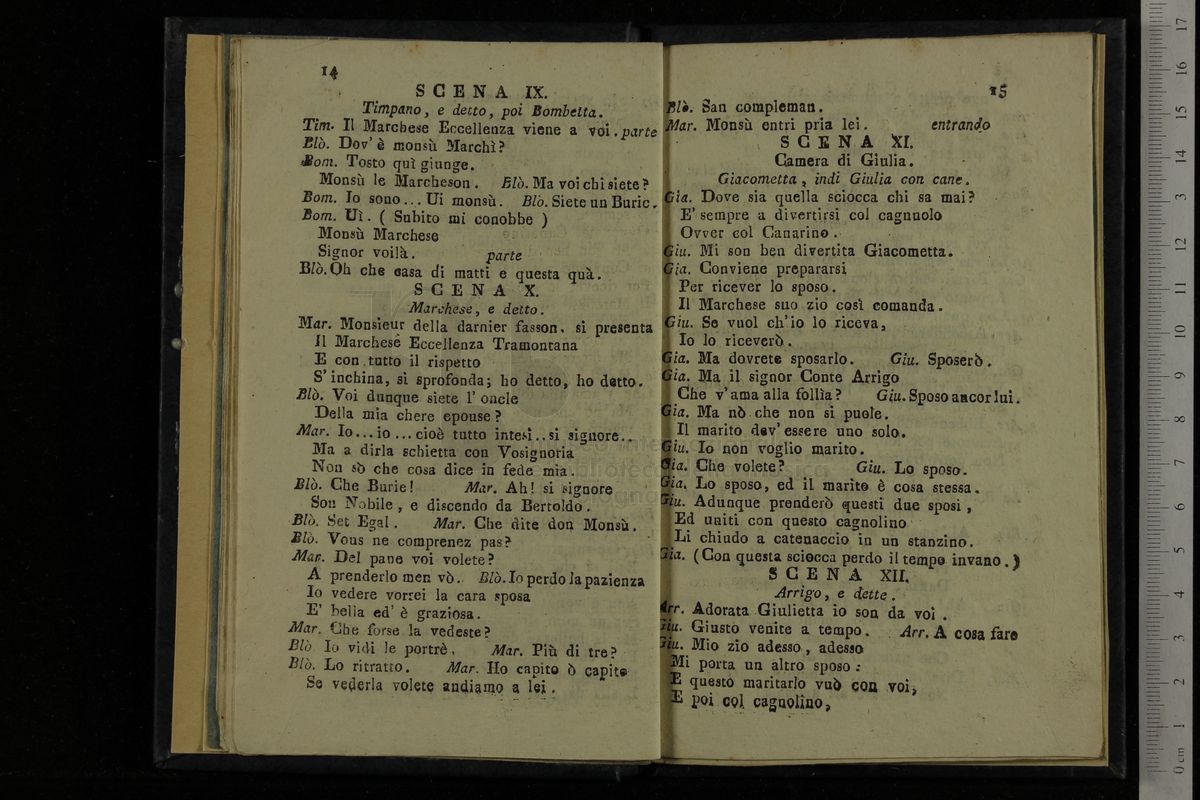 14
SCENA IX.
Timpano, e detto, poi Bombetta.
Tim. Il Marchese Eccellenza viene a voi. parte
Blò. Dov' è monsù Marchì?
Bom. Tosto quì giunge.
Monsù le Marcheson. Blò. Ma voi chi siete?
Bom. Io sono... Ui monsù. Blò. Siete un Buric.
Bom. Uì. ( Subito mi conobbe )
Monsù Marchese
Signor voilà. parte
Blò. Oh che casa di matti e questa quà.
SCENA X.
Marchese, e detto.
Mar. Monsieur della darnier fasson, si presenta
Il Marchese Eccellenza Tramontana
E con tutto il rispetto
S' inchina, si sprofonda; ho detto, ho detto.
Blò. Voi dunque siete l' oncle
Della mia chere epouse?
Mar. Io...io...cioè tutto intesi..si signore..
Ma a dirla schietta con Vosignoria
Non sò che cosa dice in fede mia.
Blò. Che Burie! Mar. Ah! si signore
Son Nobile, e discendo da Bertoldo.
Blò. Set Egal. Mar. Che dite don Monsù.
Blò. Vous ne comprenez pas?
Mar. Del pane voi volete?
A prenderlo men vò. Blò. Io perdo la pazienza
Io vedere vorrei la cara sposa
E' bella ed' è graziosa.
Mar. Che forse la vedeste?
Blò Io vidi le portrè. Mar. Più di tre?
Blò. Lo ritratto. Mar. Ho capito ò capito
Se vederla volete andiamo a lei.
15
Blò. San compleman.
Mar. Monsù entri pria lei. entrando
SCENA XI.
Camera di Giulia.
Giacometta, indi Giulia con cane.
Gia. Dove sia quella sciocca chi sa mai?
E' sempre a divertirsi col cagnuolo
Ovver col Canarino.
Giu. Mi son ben divertita Giacometta.
Gia. Conviene prepararsi
Per ricever lo sposo.
Il Marchese suo zio così comanda.
Giu. Se vuol ch'io lo riceva,
Io lo riceverò.
Gia. Ma dovrete sposarlo. Giu. Sposerò.
Gia. Ma il signor Conte Arrigo
Che v'ama alla follìa? Giu. Sposo ancor lui.
Gia. Ma nò che non si puole.
Il marito dev' essere uno solo.
Giu. Io non voglio marito.
Gia. Che volete? Giu. Lo sposo.
Gia. Lo sposo, ed il marito è cosa stessa.
Giu. Adunque prenderò questi due sposi,
Ed uniti con questo cagnolino
Li chiudo a catenaccio in un stanzino.
Gia. (Con questa sciocca perdo il tempo invano.)
SCENA XII.
Arrigo, e dette.
Arr. Adorata Giulietta io son da voi.
Giu. Giusto venite a tempo. Arr. A cosa fare
Giu. Mio zio adesso, adesso
Mi porta un altro sposo:
E questo maritarlo vuò con voi,
E poi col cagnolino,